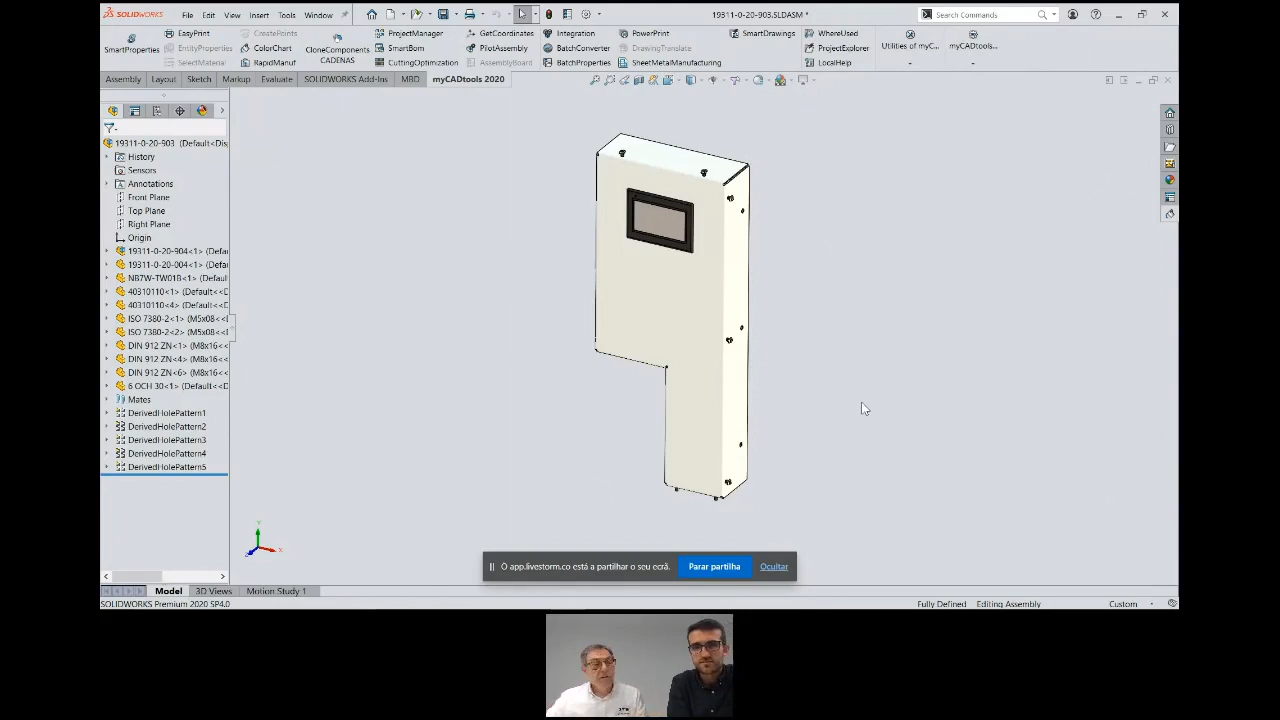 SOLIDWORKS File Edit View Insert Tools Window 19311-0-20-903.SLDASM * Search Commands
SmartProperties EasyPrint CreatePoints CloneComponents CADENAS ProjectManager GetCoordinates Integration PowerPrint SmartDrawings WhereUsed Utilities of myC... myCADtools...
EntityProperties ColorChart SmartBom PilotAssembly BatchConverter DrawingTranslate ProjectExplorer
SelectMaterial RapidManuf CuttingOptimization AssemblyBoard BatchProperties SheetMetalManufacturing LocalHelp
Assembly Layout Sketch Markup Evaluate SOLIDWORKS Add-Ins MBD myCADtools 2020
19311-0-20-903 (Default<Dis
History
Sensors
Annotations
Front Plane
Top Plane
Right Plane
Origin
19311-0-20-904<1> (Defau
19311-0-20-004<1> (Defau
NB7W-TW01B<1> (Default
40310110<1> (Default<<D
40310110<4> (Default<<D
ISO 7380-2<1> (M5x08<<
ISO 7380-2<2> (M5x08<<
DIN 912 ZN<1> (M8x16<<
DIN 912 ZN<4> (M8x16<<
DIN 912 ZN<6> (M8x16<<
6 OCH 30<1> (Default<<D
Mates
DerivedHolePattern1
DerivedHolePattern2
DerivedHolePattern3
DerivedHolePattern4
DerivedHolePattern5
Y
X
Z
O app.livestorm.co está a partilhar o seu ecrã. Parar partilha Ocultar
Model 3D Views Motion Study 1
SOLIDWORKS Premium 2020 SP4.0 Fully Defined Editing Assembly Custom